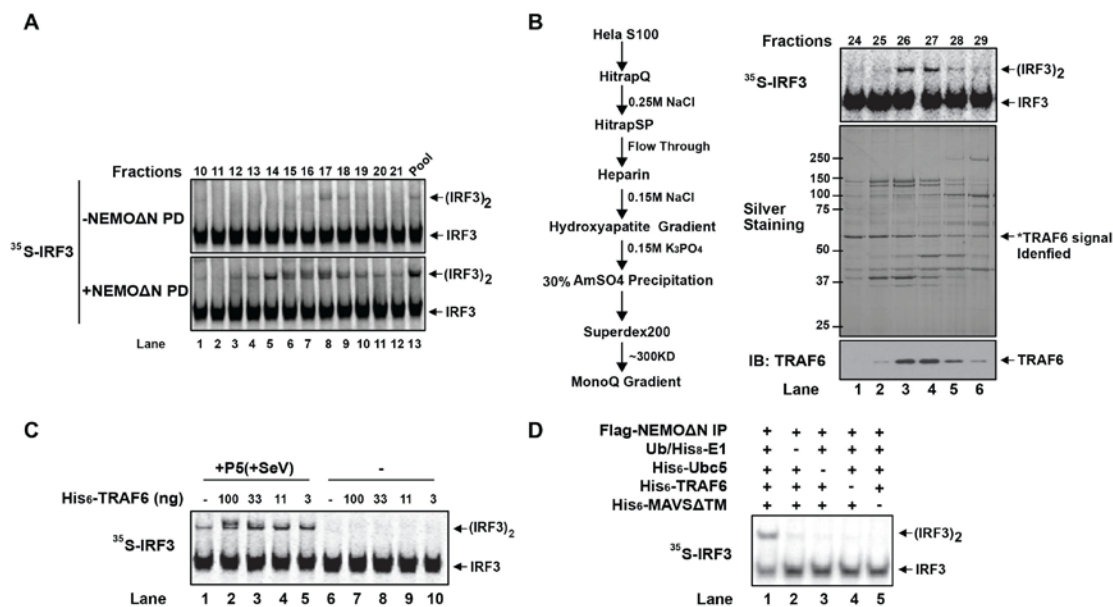 A
Fractions
10 11 12 13 14 15 16 17 18 19 20 21 Pool
-NEMOΔN PD
(IRF3)2
IRF3
35S-IRF3
+NEMOΔN PD
(IRF3)2
IRF3
Lane
1 2 3 4 5 6 7 8 9 10 11 12 13
B
Hela S100
HitrapQ
0.25M NaCl
HitrapSP
Flow Through
Heparin
0.15M NaCl
Hydroxyapatite Gradient
0.15M K3PO4
30% AmSO4 Precipitation
Superdex200
~300KD
MonoQ Gradient
Fractions 24 25 26 27 28 29
35S-IRF3
(IRF3)2
IRF3
250
150
100
75
Silver
Staining
50
37
25
*TRAF6 signal
Idenfied
IB: TRAF6
TRAF6
Lane 1 2 3 4 5 6
C
+P5(+SeV) -
His6-TRAF6 (ng) - 100 33 11 3 - 100 33 11 3
35S-IRF3
(IRF3)2
IRF3
Lane 1 2 3 4 5 6 7 8 9 10
D
Flag-NEMOΔN IP + + + + +
Ub/His8-E1 + - + + +
His6-Ubc5 + + - + +
His6-TRAF6 + + + - +
His6-MAVSΔTM + + + + -
35S-IRF3
(IRF3)2
IRF3
Lane 1 2 3 4 5